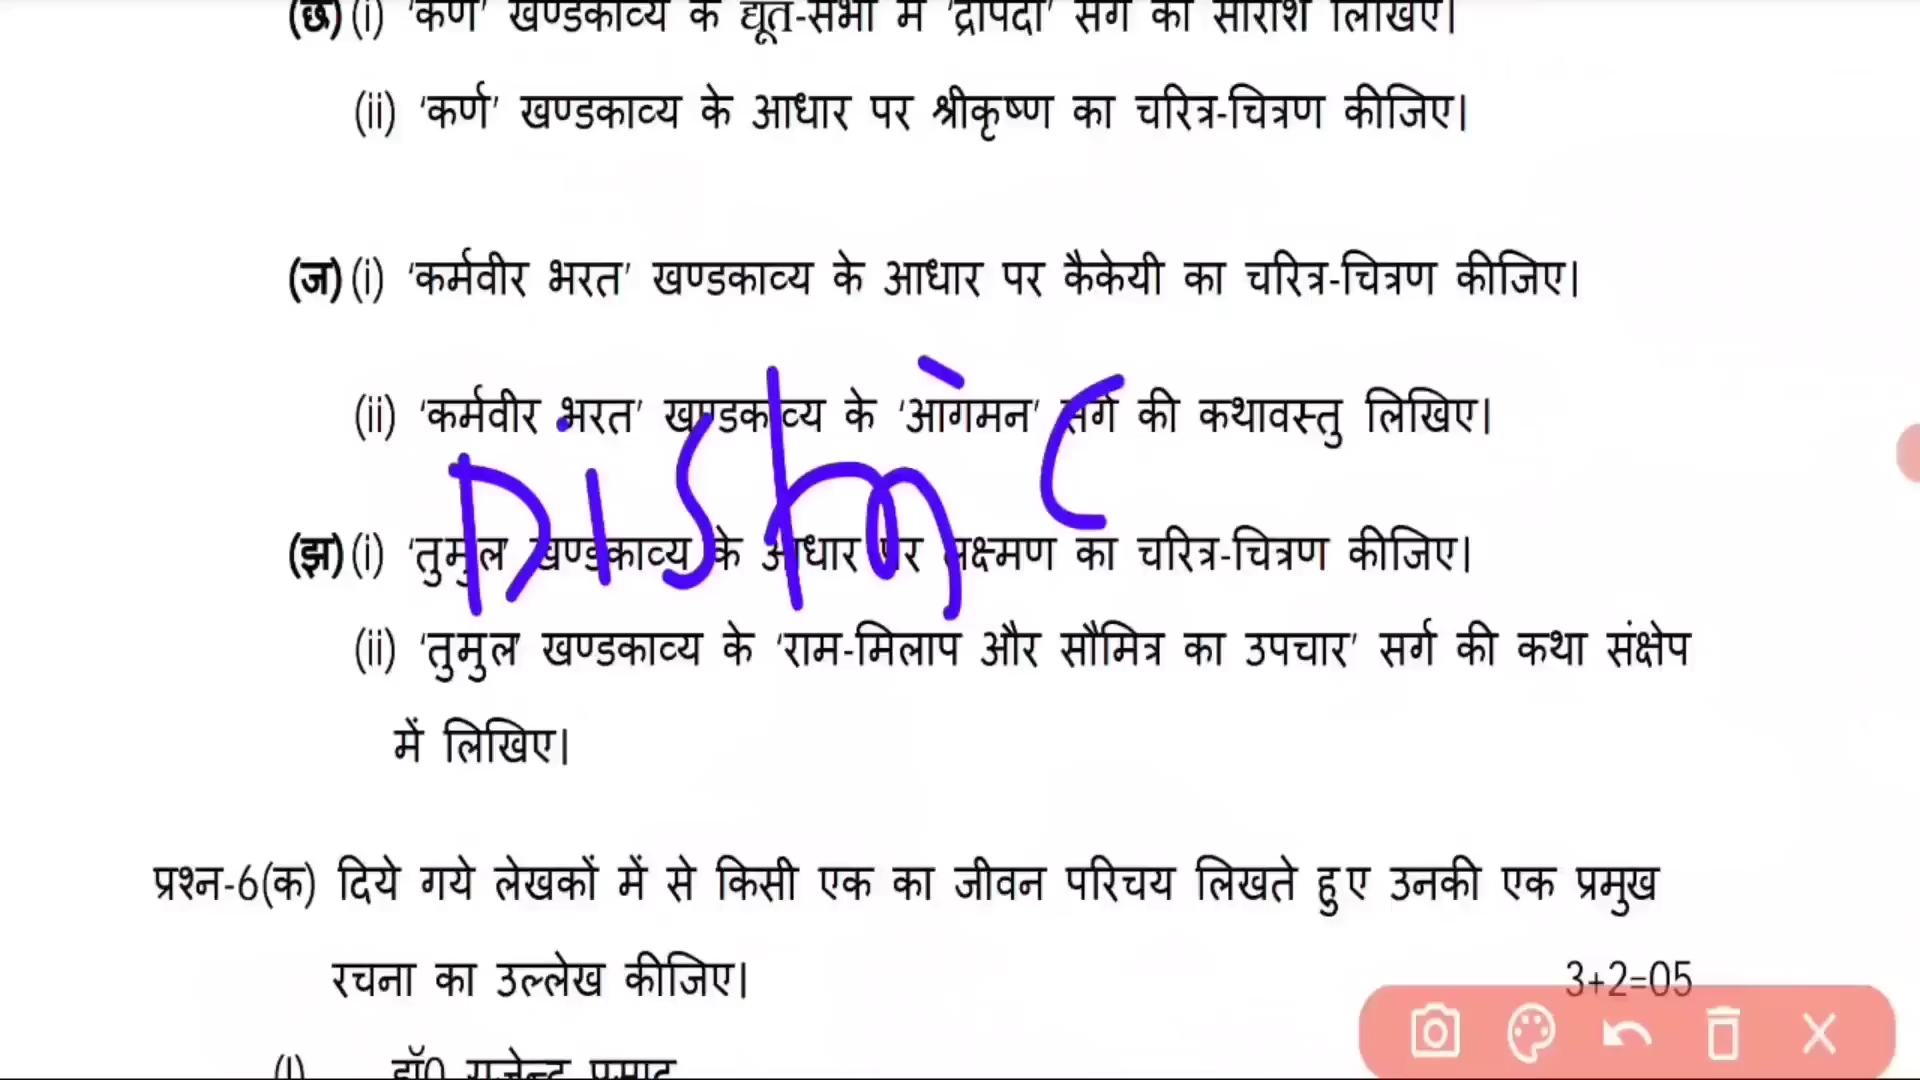 (छ) (i) 'कर्ण' खण्डकाव्य के द्यूत-सभा में 'द्रौपदी' सर्ग का सारांश लिखिए।
(ii) 'कर्ण' खण्डकाव्य के आधार पर श्रीकृष्ण का चरित्र-चित्रण कीजिए।
(ज) (i) 'कर्मवीर भरत' खण्डकाव्य के आधार पर कैकेयी का चरित्र-चित्रण कीजिए।
(ii) 'कर्मवीर भरत' खण्डकाव्य के 'आगमन' सर्ग की कथावस्तु लिखिए।
(झ) (i) 'तुमुल' खण्डकाव्य के आधार पर लक्ष्मण का चरित्र-चित्रण कीजिए।
(ii) 'तुमुल' खण्डकाव्य के 'राम-मिलाप और सौमित्र का उपचार' सर्ग की कथा संक्षेप
में लिखिए।
प्रश्न-6(क) दिये गये लेखकों में से किसी एक का जीवन परिचय लिखते हुए उनकी एक प्रमुख
रचना का उल्लेख कीजिए। 3+2=05
(I) डॉ0 राजेन्द्र प्रसाद